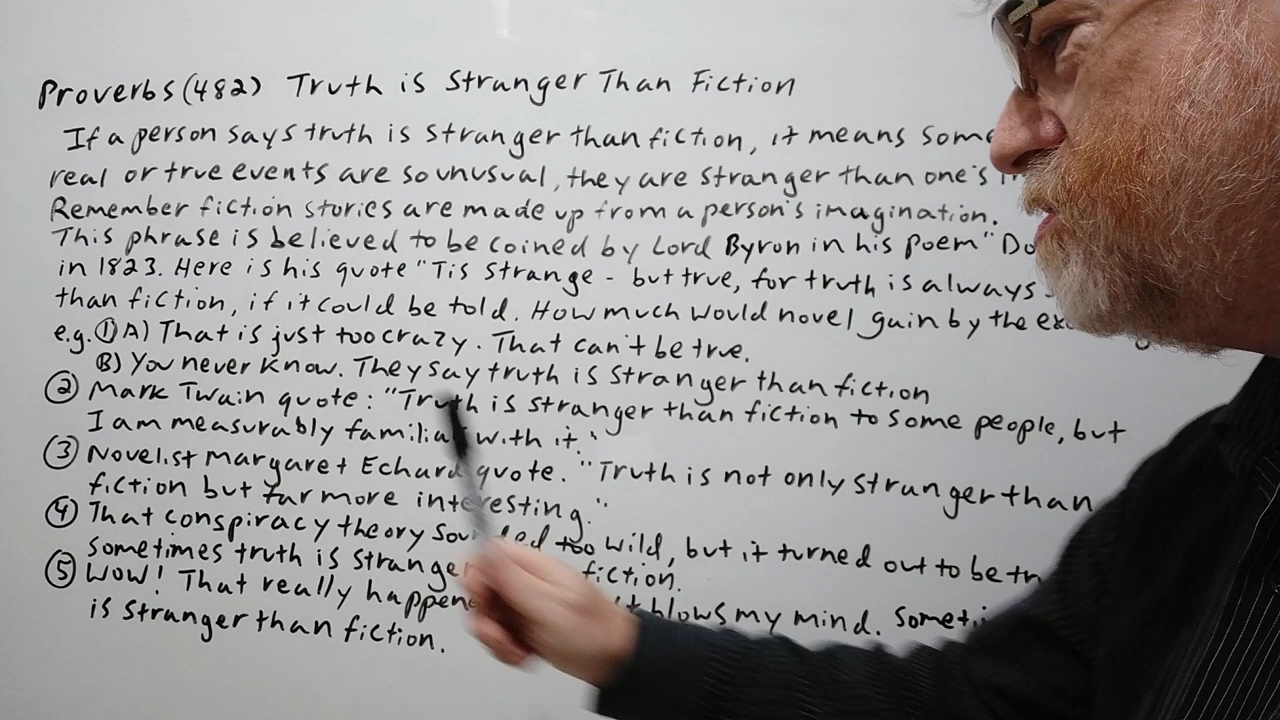 Proverbs (482) Truth is Stranger Than Fiction
If a person says truth is stranger than fiction, it means some
real or true events are so unusual, they are stranger than one's
Remember fiction stories are made up from a person's imagination.
This phrase is believed to be coined by Lord Byron in his poem "Do
in 1823. Here is his quote "Tis strange - but true, for truth is always
than fiction, if it could be told. How much would novel gain by the
e.g. ① A) That is just too crazy. That can't be true.
B) You never know. They say truth is stranger than fiction
② Mark Twain quote: "Truth is stranger than fiction to some people, but
I am measurably familiar with it."
③ Novelist Margaret Echard quote. "Truth is not only stranger than
fiction but far more interesting."
④ That conspiracy theory sounded too wild, but it turned out to be
sometimes truth is stranger fiction.
⑤ Wow! That really happened blows my mind.
is stranger than fiction.